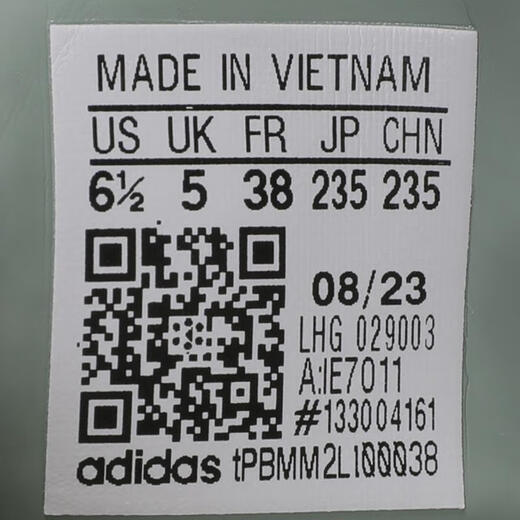 MADE IN VIETNAM
US UK FR JP CHN
6½ 5 38 235 235
08/23
LHG 029003
A:IE7011
#133004161
adidas tPBMM2L100038